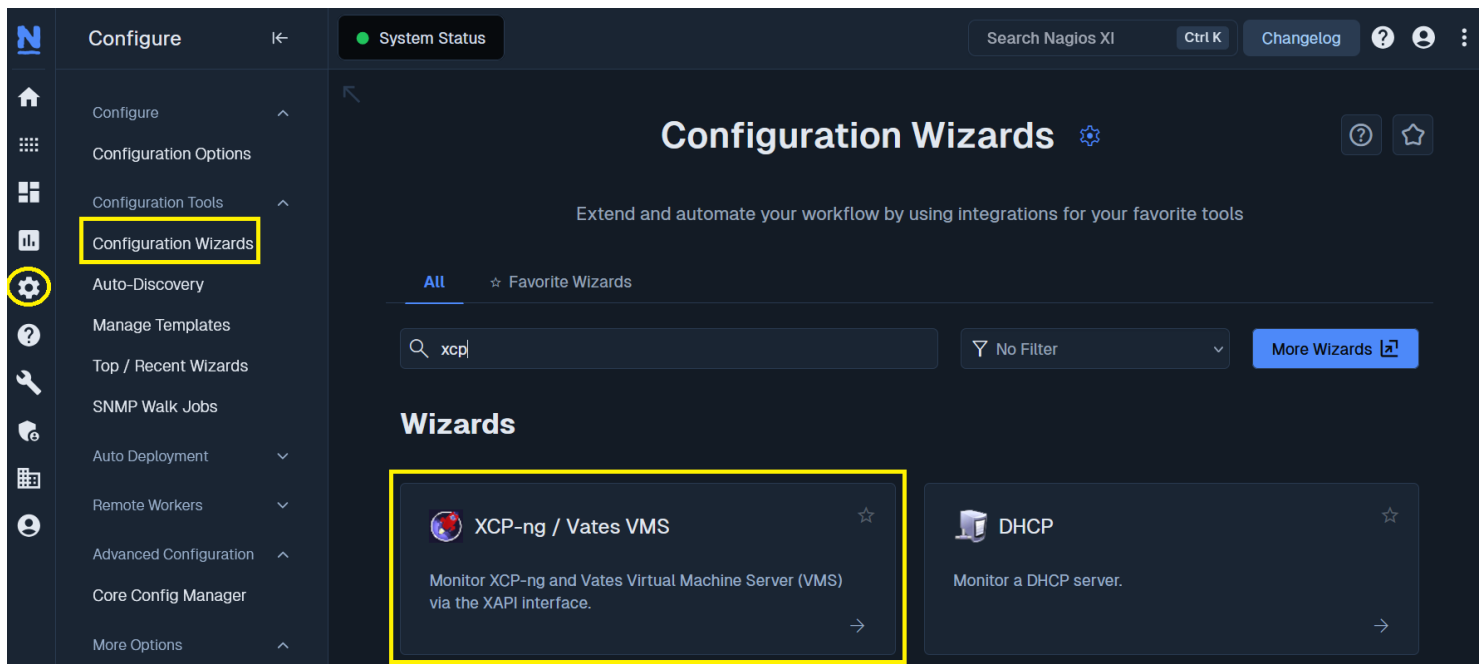 N
Configure
System Status
Search Nagios XI
Ctrl K
Changelog
Configure
Configuration Options
Configuration Tools
Configuration Wizards
Auto-Discovery
Manage Templates
Top / Recent Wizards
SNMP Walk Jobs
Auto Deployment
Remote Workers
Advanced Configuration
Core Config Manager
More Options
Configuration Wizards
Extend and automate your workflow by using integrations for your favorite tools
All
Favorite Wizards
xcp
No Filter
More Wizards
Wizards
XCP-ng / Vates VMS
Monitor XCP-ng and Vates Virtual Machine Server (VMS)
via the XAPI interface.
DHCP
Monitor a DHCP server.